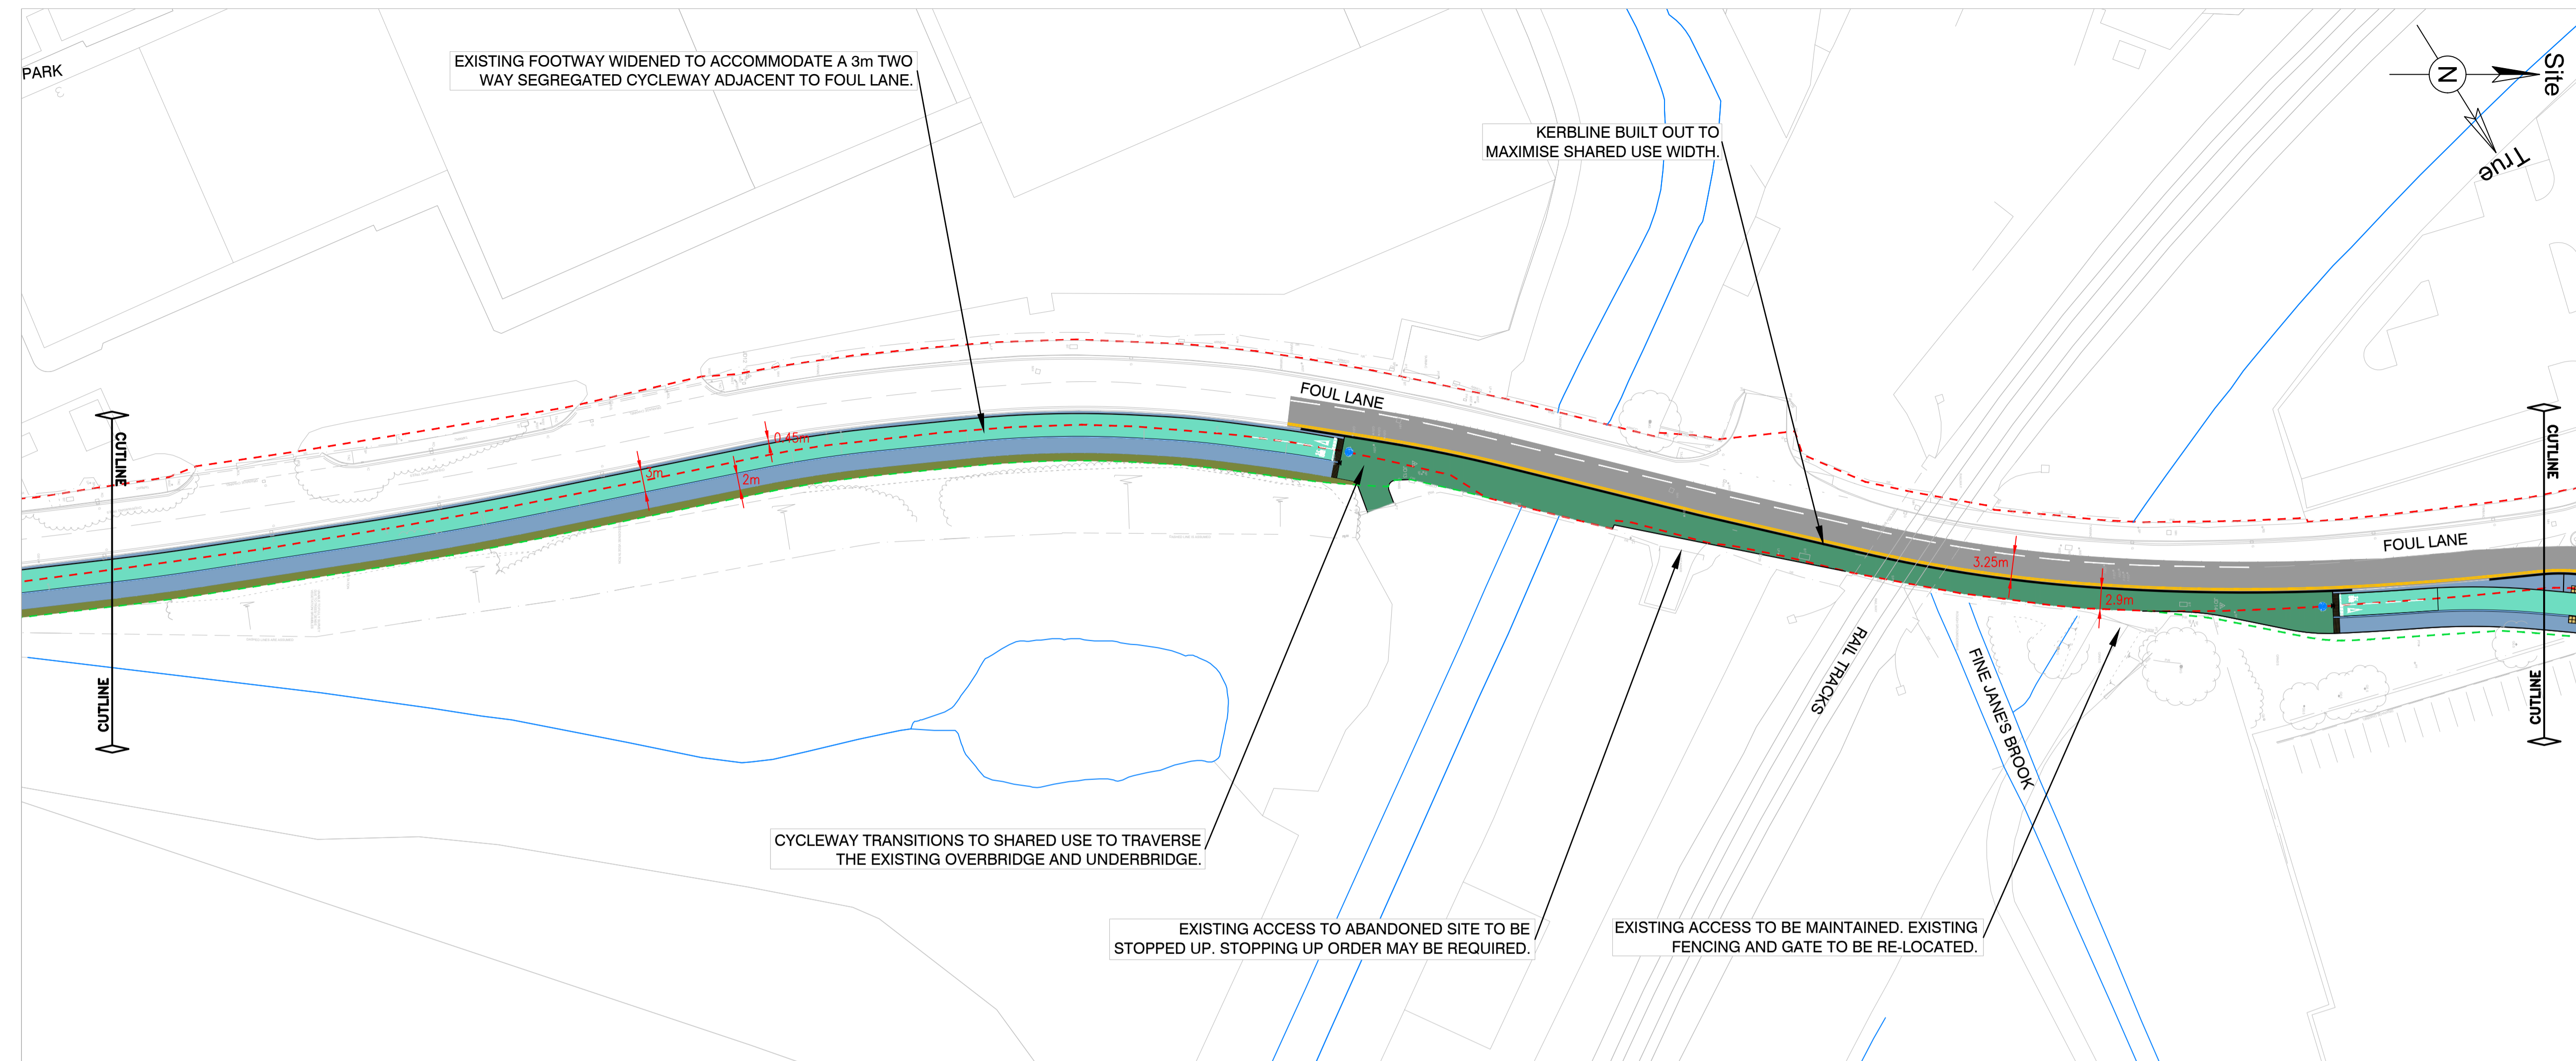 PARK
3
EXISTING FOOTWAY WIDENED TO ACCOMMODATE A 3m TWO
WAY SEGREGATED CYCLEWAY ADJACENT TO FOUL LANE.
KERBLINE BUILT OUT TO
MAXIMISE SHARED USE WIDTH.
N
Site
True
FOUL LANE
CUTLINE
CUTLINE
0.45m
3m
2m
3.25m
2.9m
FOUL LANE
CUTLINE
CUTLINE
RAIL TRACKS
FINE JANE'S BROOK
CYCLEWAY TRANSITIONS TO SHARED USE TO TRAVERSE
THE EXISTING OVERBRIDGE AND UNDERBRIDGE.
EXISTING ACCESS TO ABANDONED SITE TO BE
STOPPED UP. STOPPING UP ORDER MAY BE REQUIRED.
EXISTING ACCESS TO BE MAINTAINED. EXISTING
FENCING AND GATE TO BE RE-LOCATED.